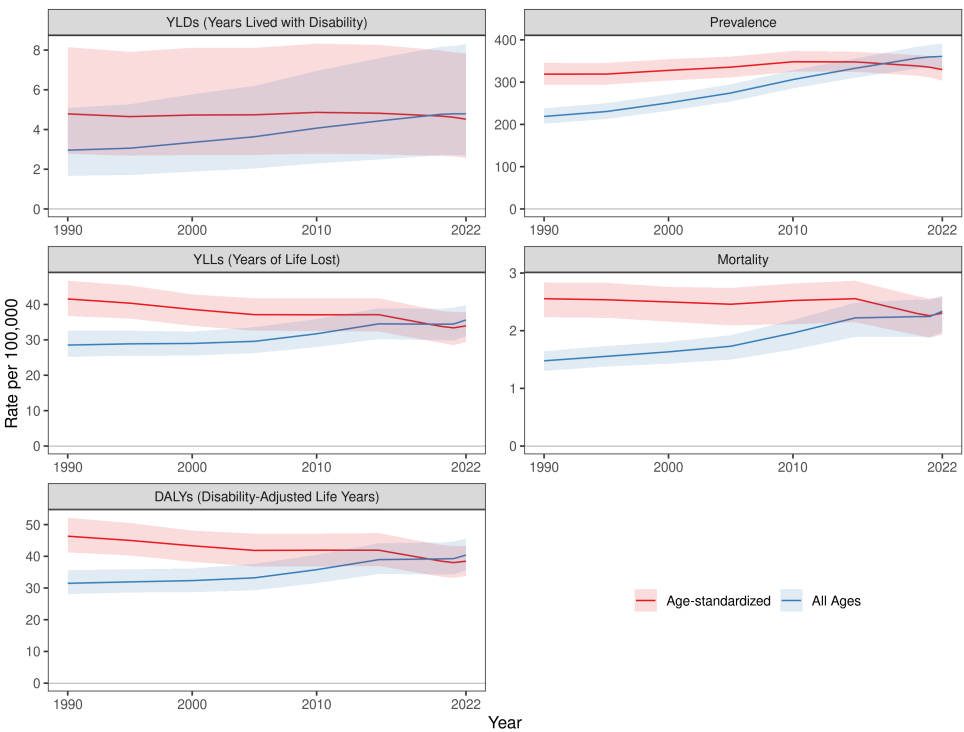 YLDs (Years Lived with Disability)
8
6
4
2
0
1990 2000 2010 2022
Prevalence
400
300
200
100
0
1990 2000 2010 2022
YLLs (Years of Life Lost)
40
30
20
10
0
1990 2000 2010 2022
Mortality
3
2
1
0
1990 2000 2010 2022
DALYs (Disability-Adjusted Life Years)
50
40
30
20
10
0
1990 2000 2010 2022
Rate per 100,000
Year
Age-standardized All Ages